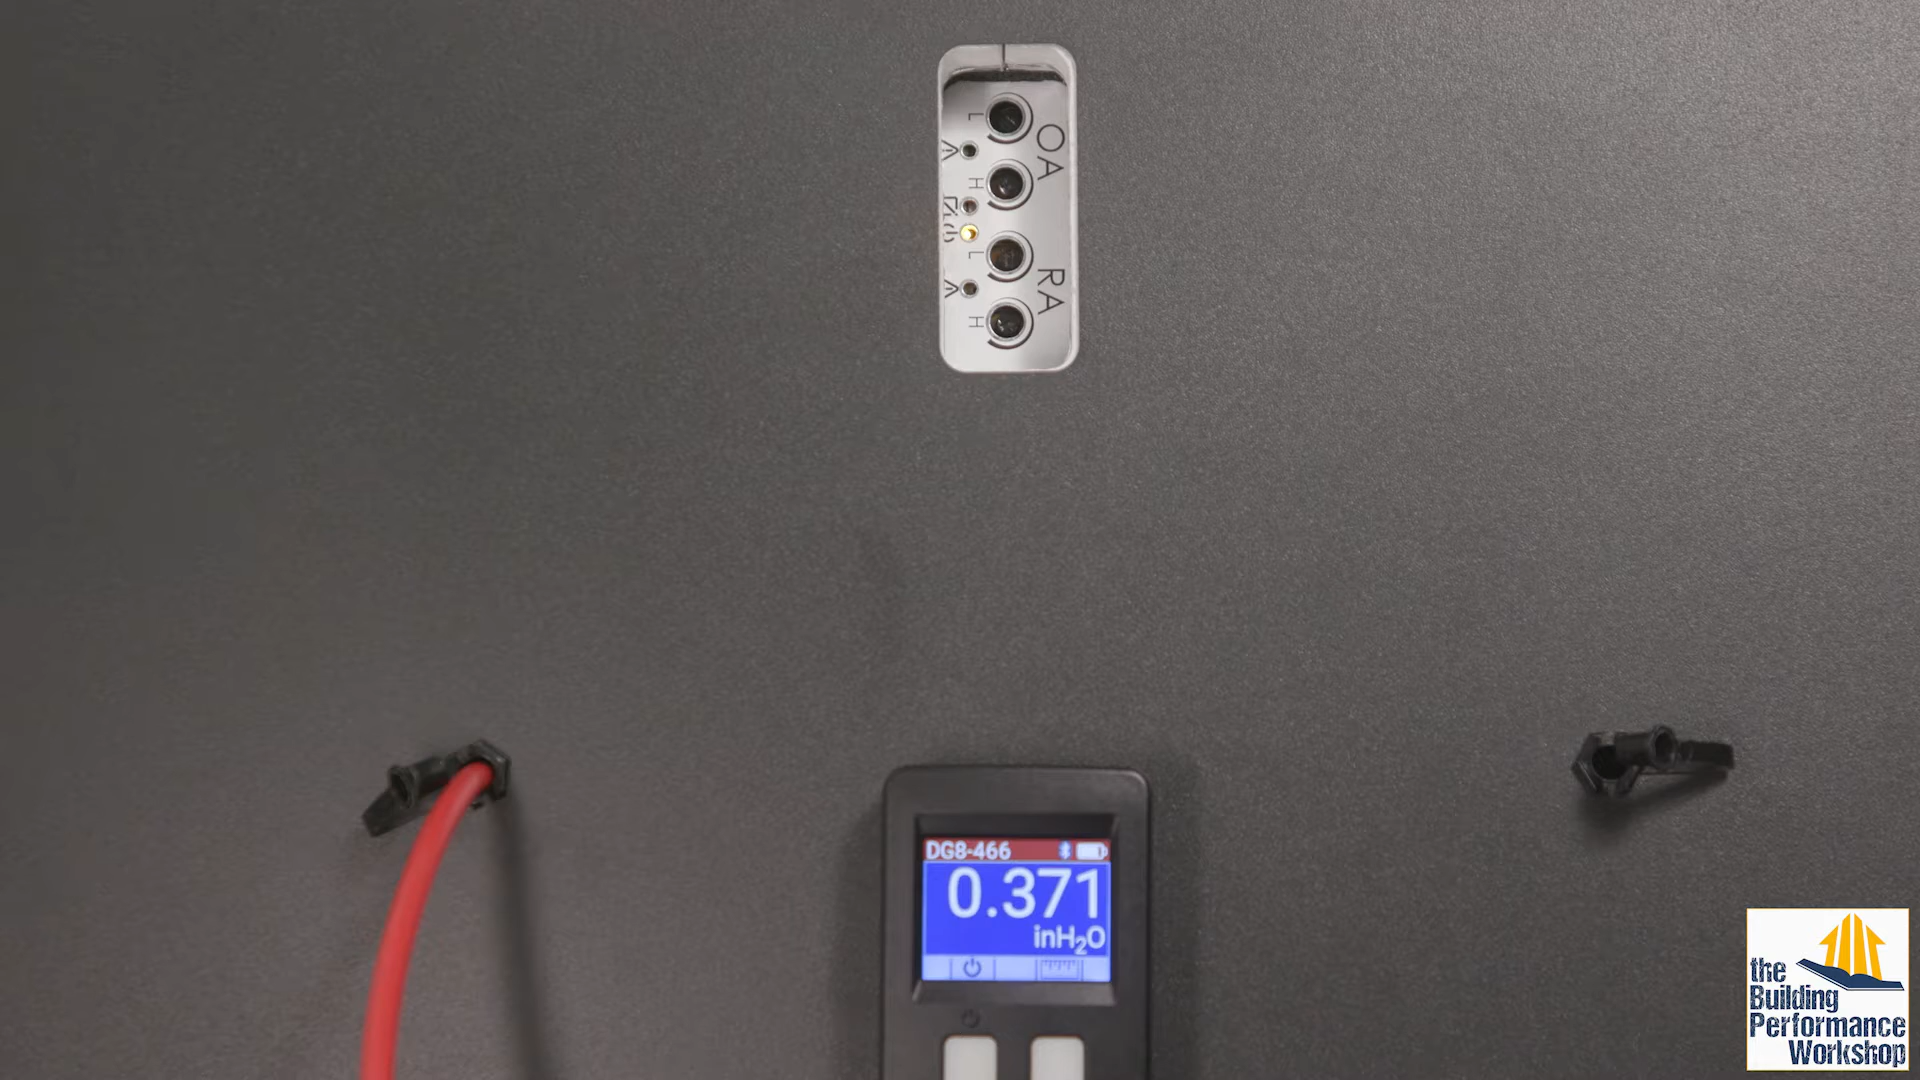 L
OA
H
L
RA
H
DG8-466
0.371
inH₂O
the
Building
Performance
Workshop